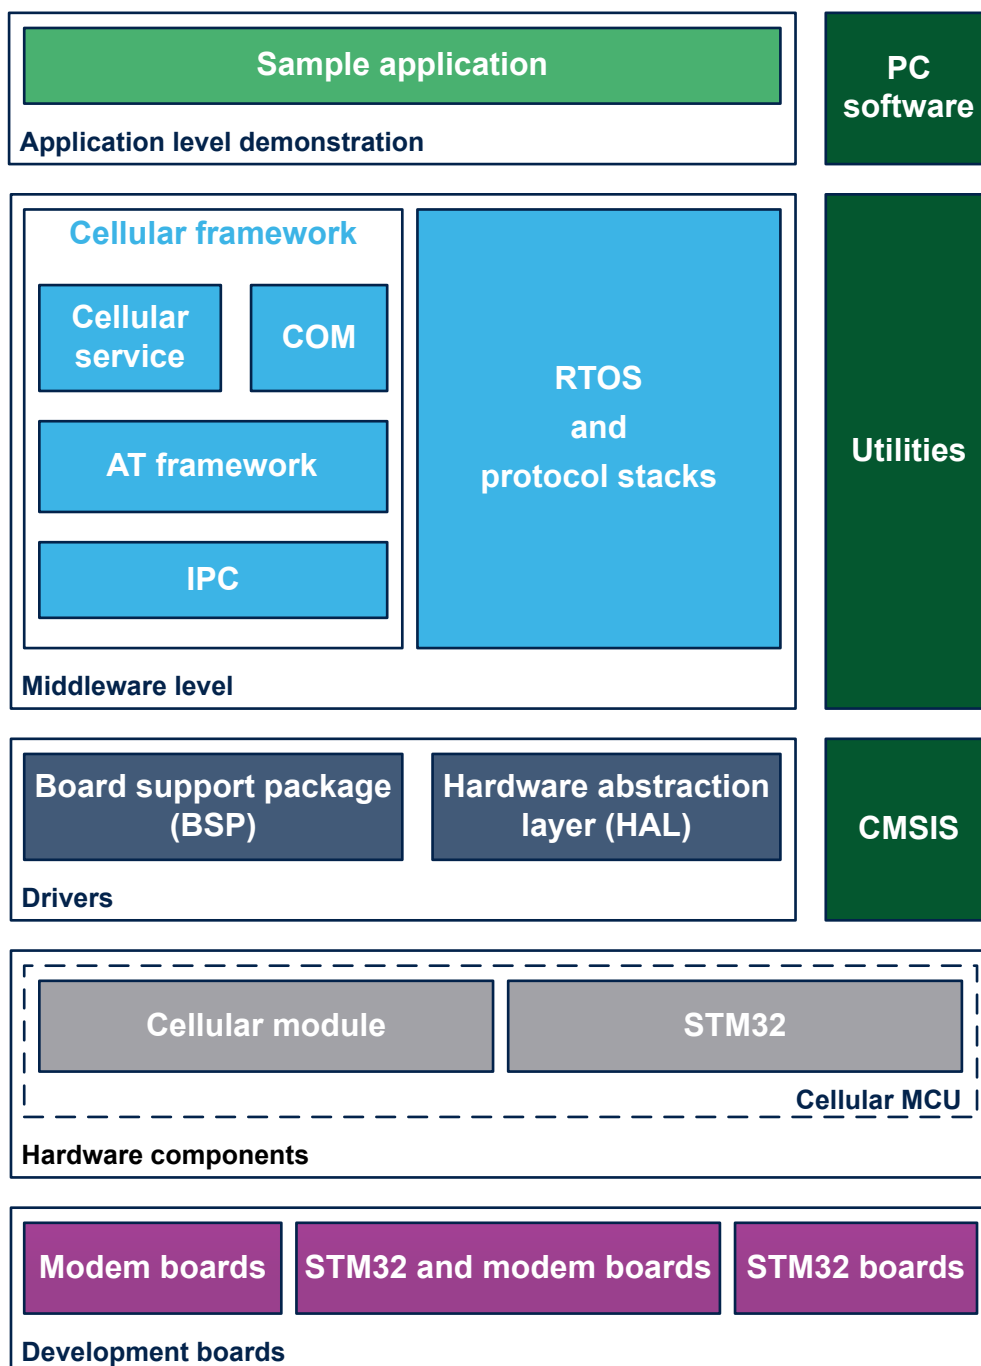 Sample application
Application level demonstration
PC
software
Cellular framework
Cellular
service
COM
AT framework
IPC
RTOS
and
protocol stacks
Middleware level
Utilities
Board support package
(BSP)
Hardware abstraction
layer (HAL)
Drivers
CMSIS
Cellular module
STM32
Cellular MCU
Hardware components
Modem boards
STM32 and modem boards
STM32 boards
Development boards